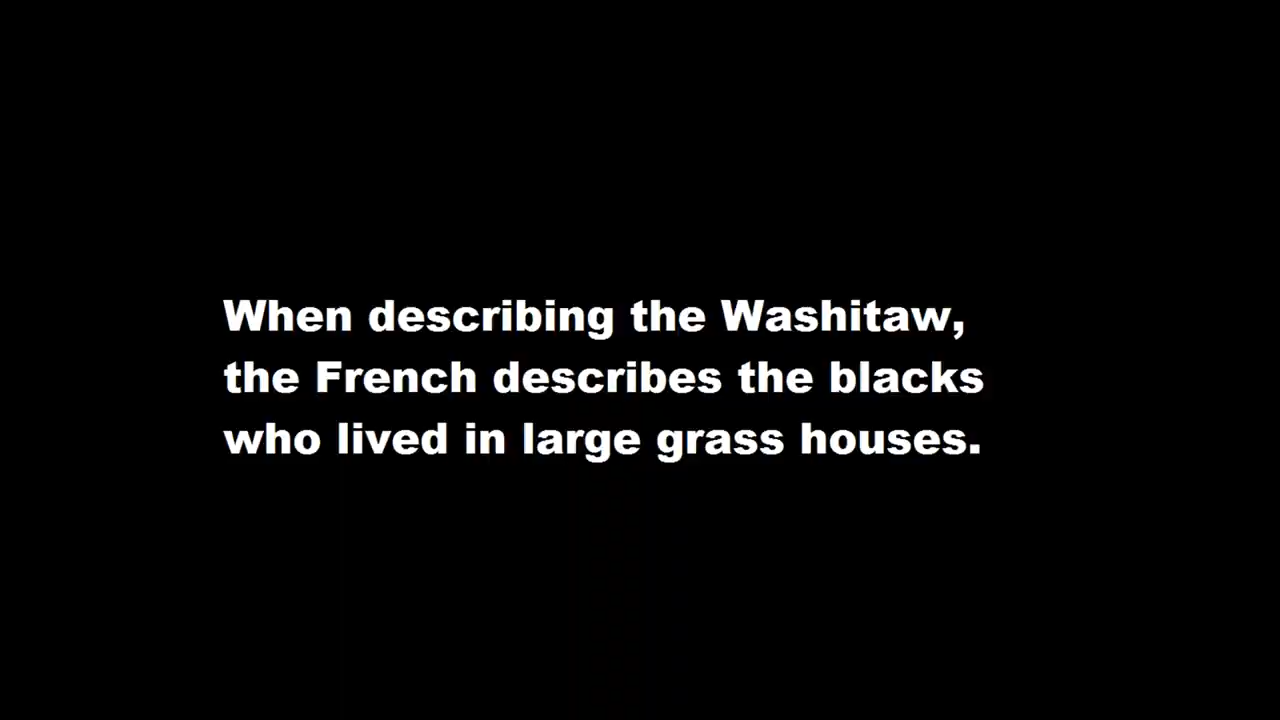 When describing the Washitaw,
the French describes the blacks
who lived in large grass houses.